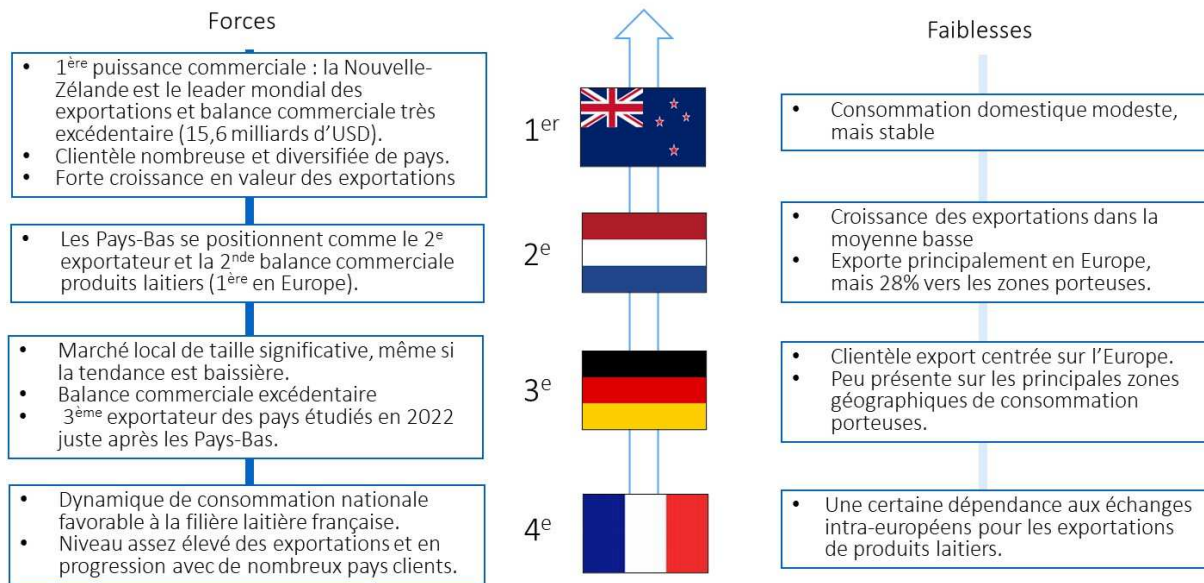 Forces
Faiblesses
• 1ère puissance commerciale : la Nouvelle-
Zélande est le leader mondial des
exportations et balance commerciale très
excédentaire (15,6 milliards d’USD).
• Clientèle nombreuse et diversifiée de pays.
• Forte croissance en valeur des exportations
1er
• Consommation domestique modeste,
mais stable
• Les Pays-Bas se positionnent comme le 2e
exportateur et la 2nde balance commerciale
produits laitiers (1ère en Europe).
2e
• Croissance des exportations dans la
moyenne basse
• Exporte principalement en Europe,
mais 28% vers les zones porteuses.
• Marché local de taille significative, même si
la tendance est baissière.
• Balance commerciale excédentaire
• 3ème exportateur des pays étudiés en 2022
juste après les Pays-Bas.
3e
• Clientèle export centrée sur l’Europe.
• Peu présente sur les principales zones
géographiques de consommation
porteuses.
• Dynamique de consommation nationale
favorable à la filière laitière française.
• Niveau assez élevé des exportations et en
progression avec de nombreux pays clients.
4e
• Une certaine dépendance aux échanges
intra-européens pour les exportations
de produits laitiers.